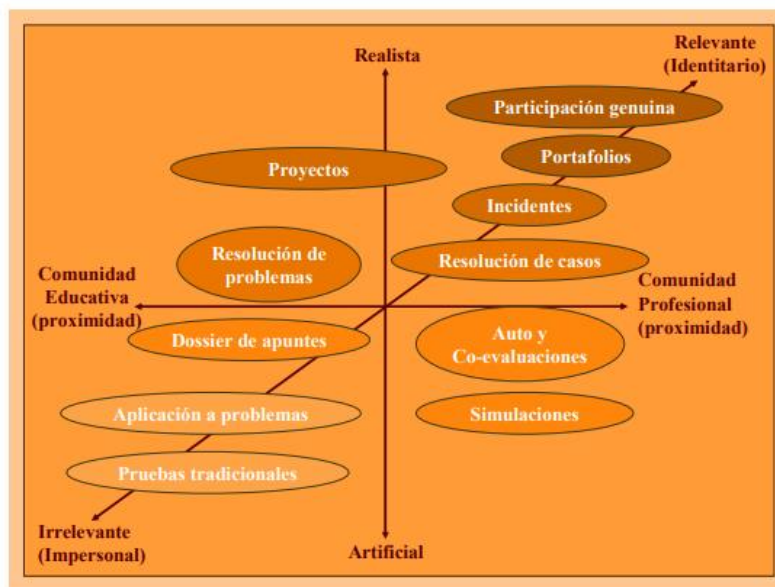 Relevante
(Identitario)
Realista
Participación genuina
Portafolios
Proyectos
Incidentes
Resolución de
problemas
Resolución de casos
Comunidad
Educativa
(proximidad)
Comunidad
Profesional
(proximidad)
Dossier de apuntes
Auto y
Co-evaluaciones
Aplicación a problemas
Simulaciones
Pruebas tradicionales
Irrelevante
(Impersonal)
Artificial